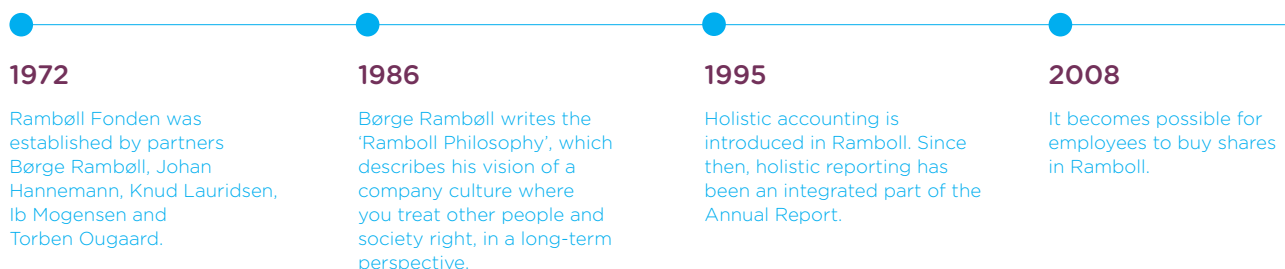 1972
Rambøll Fonden was
established by partners
Børge Rambøll, Johan
Hannemann, Knud Lauridsen,
Ib Mogensen and
Torben Ougaard.
1986
Børge Rambøll writes the
‘Ramboll Philosophy’, which
describes his vision of a
company culture where
you treat other people and
society right, in a long-term
perspective.
1995
Holistic accounting is
introduced in Ramboll. Since
then, holistic reporting has
been an integrated part of the
Annual Report.
2008
It becomes possible for
employees to buy shares
in Ramboll.